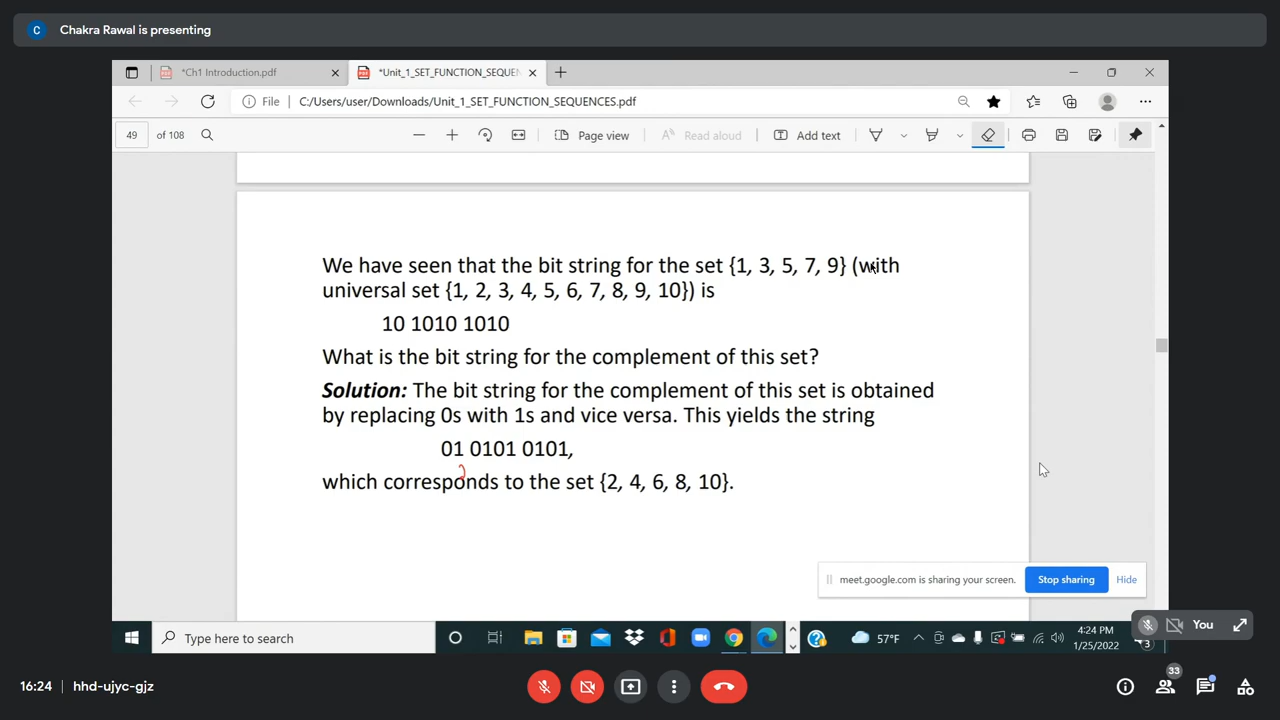 C Chakra Rawal is presenting
*Ch1 Introduction.pdf
*Unit_1_SET_FUNCTION_SEQUEN
File C:/Users/user/Downloads/Unit_1_SET_FUNCTION_SEQUENCES.pdf
49 of 108 Page view Read aloud Add text
We have seen that the bit string for the set {1, 3, 5, 7, 9} (with
universal set {1, 2, 3, 4, 5, 6, 7, 8, 9, 10}) is
10 1010 1010
What is the bit string for the complement of this set?
Solution: The bit string for the complement of this set is obtained
by replacing 0s with 1s and vice versa. This yields the string
01 0101 0101,
2
which corresponds to the set {2, 4, 6, 8, 10}.
meet.google.com is sharing your screen. Stop sharing Hide
You
Type here to search
57°F
4:24 PM
1/25/2022
3
16:24 hhd-ujyc-gjz
33